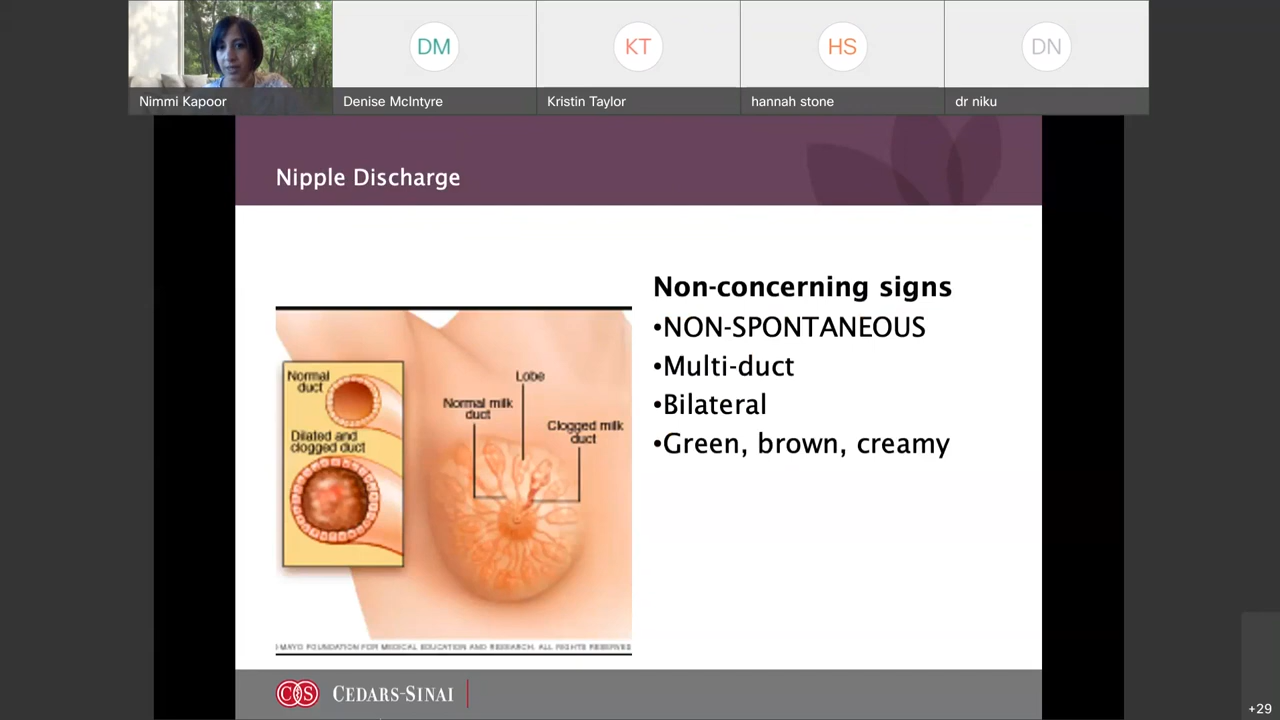 DM
KT
HS
DN
Nimmi Kapoor
Denise McIntyre
Kristin Taylor
hannah stone
dr niku
Nipple Discharge
Non-concerning signs
•NON-SPONTANEOUS
•Multi-duct
•Bilateral
•Green, brown, creamy
Normal
duct
Dilated and
clogged duct
Lobe
Normal milk
duct
Clogged milk
duct
MAYO FOUNDATION FOR MEDICAL EDUCATION AND RESEARCH. ALL RIGHTS RESERVED
CEDARS-SINAI
+29